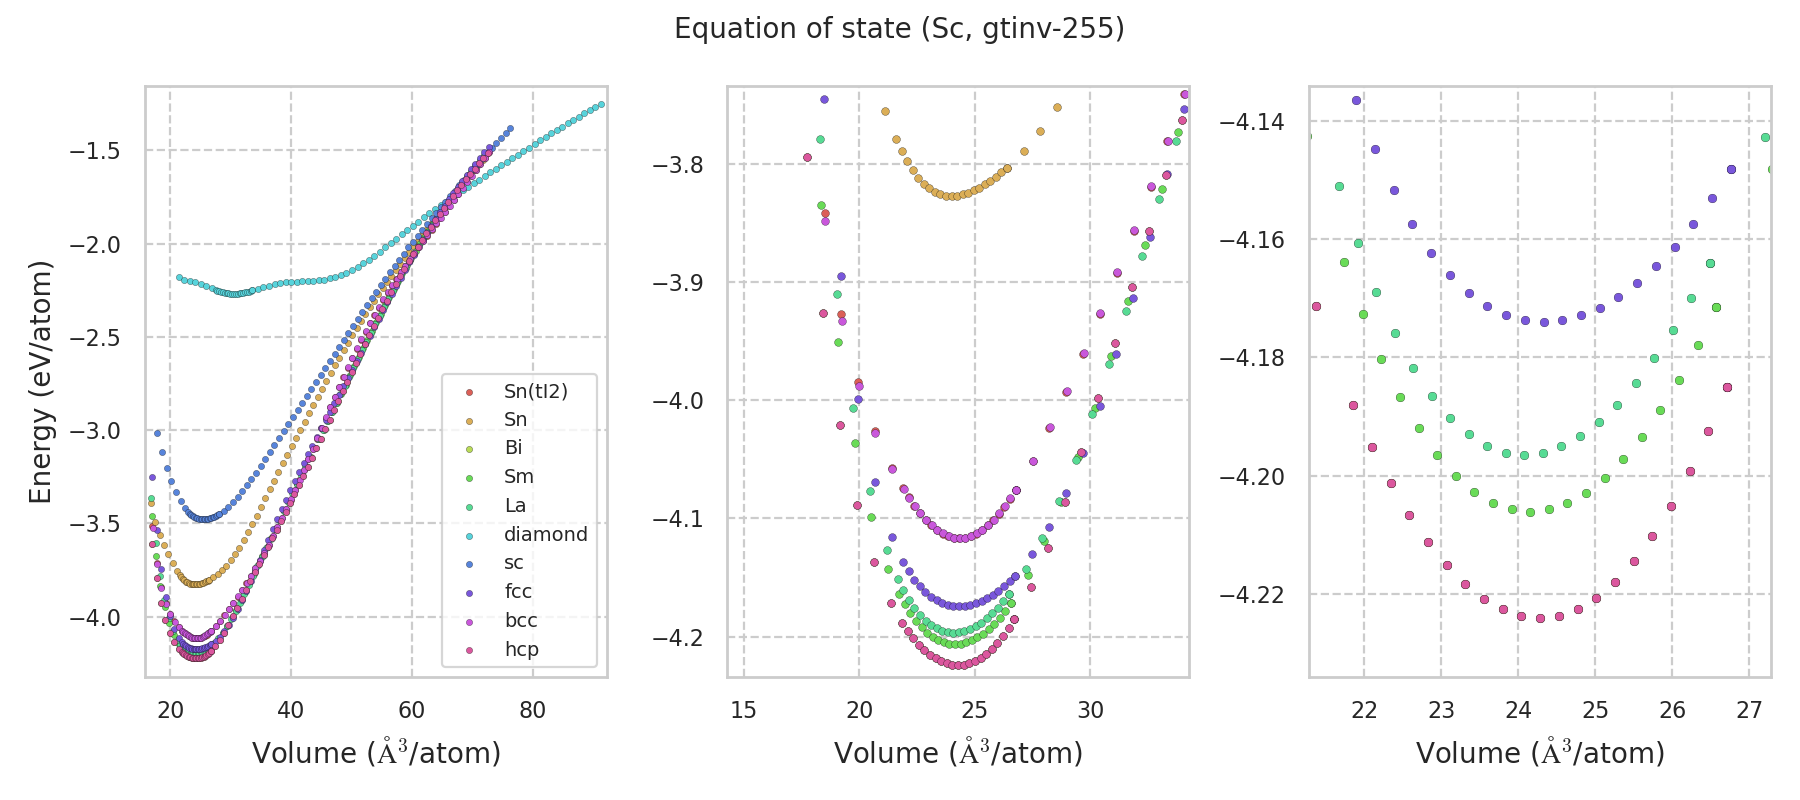 Equation of state (Sc, gtinv-255)
Energy (eV/atom)
−1.5
−2.0
−2.5
−3.0
−3.5
−4.0
20 40 60 80
Volume (Å³/atom)
Sn(tI2)
Sn
Bi
Sm
La
diamond
sc
fcc
bcc
hcp
−3.8
−3.9
−4.0
−4.1
−4.2
15 20 25 30
Volume (Å³/atom)
−4.14
−4.16
−4.18
−4.20
−4.22
22 23 24 25 26 27
Volume (Å³/atom)